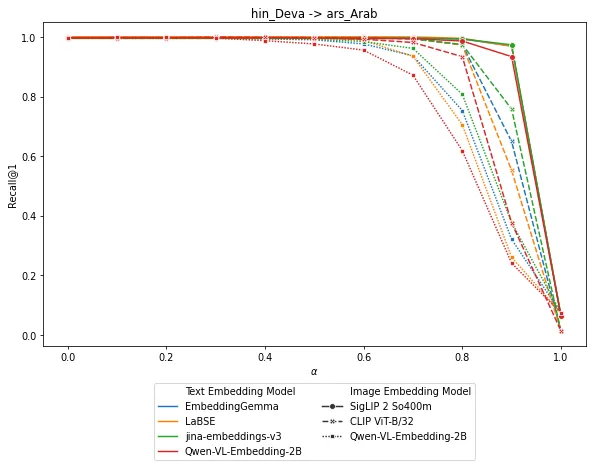 hin_Deva -> ars_Arab
Recall@1
1.0
0.8
0.6
0.4
0.2
0.0
0.0 0.2 0.4 0.6 0.8 1.0
α
Text Embedding Model
EmbeddingGemma
LaBSE
jina-embeddings-v3
Qwen-VL-Embedding-2B
Image Embedding Model
SigLIP 2 So400m
CLIP ViT-B/32
Qwen-VL-Embedding-2B